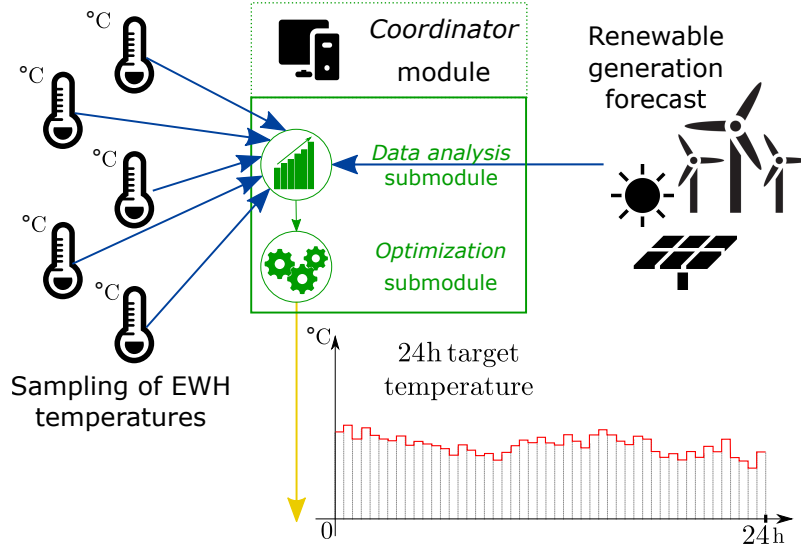 °C
°C
°C
°C
°C
Coordinator
module
Renewable
generation
forecast
Data analysis
submodule
Optimization
submodule
Sampling of EWH
temperatures
°C
24h target
temperature
0
24h